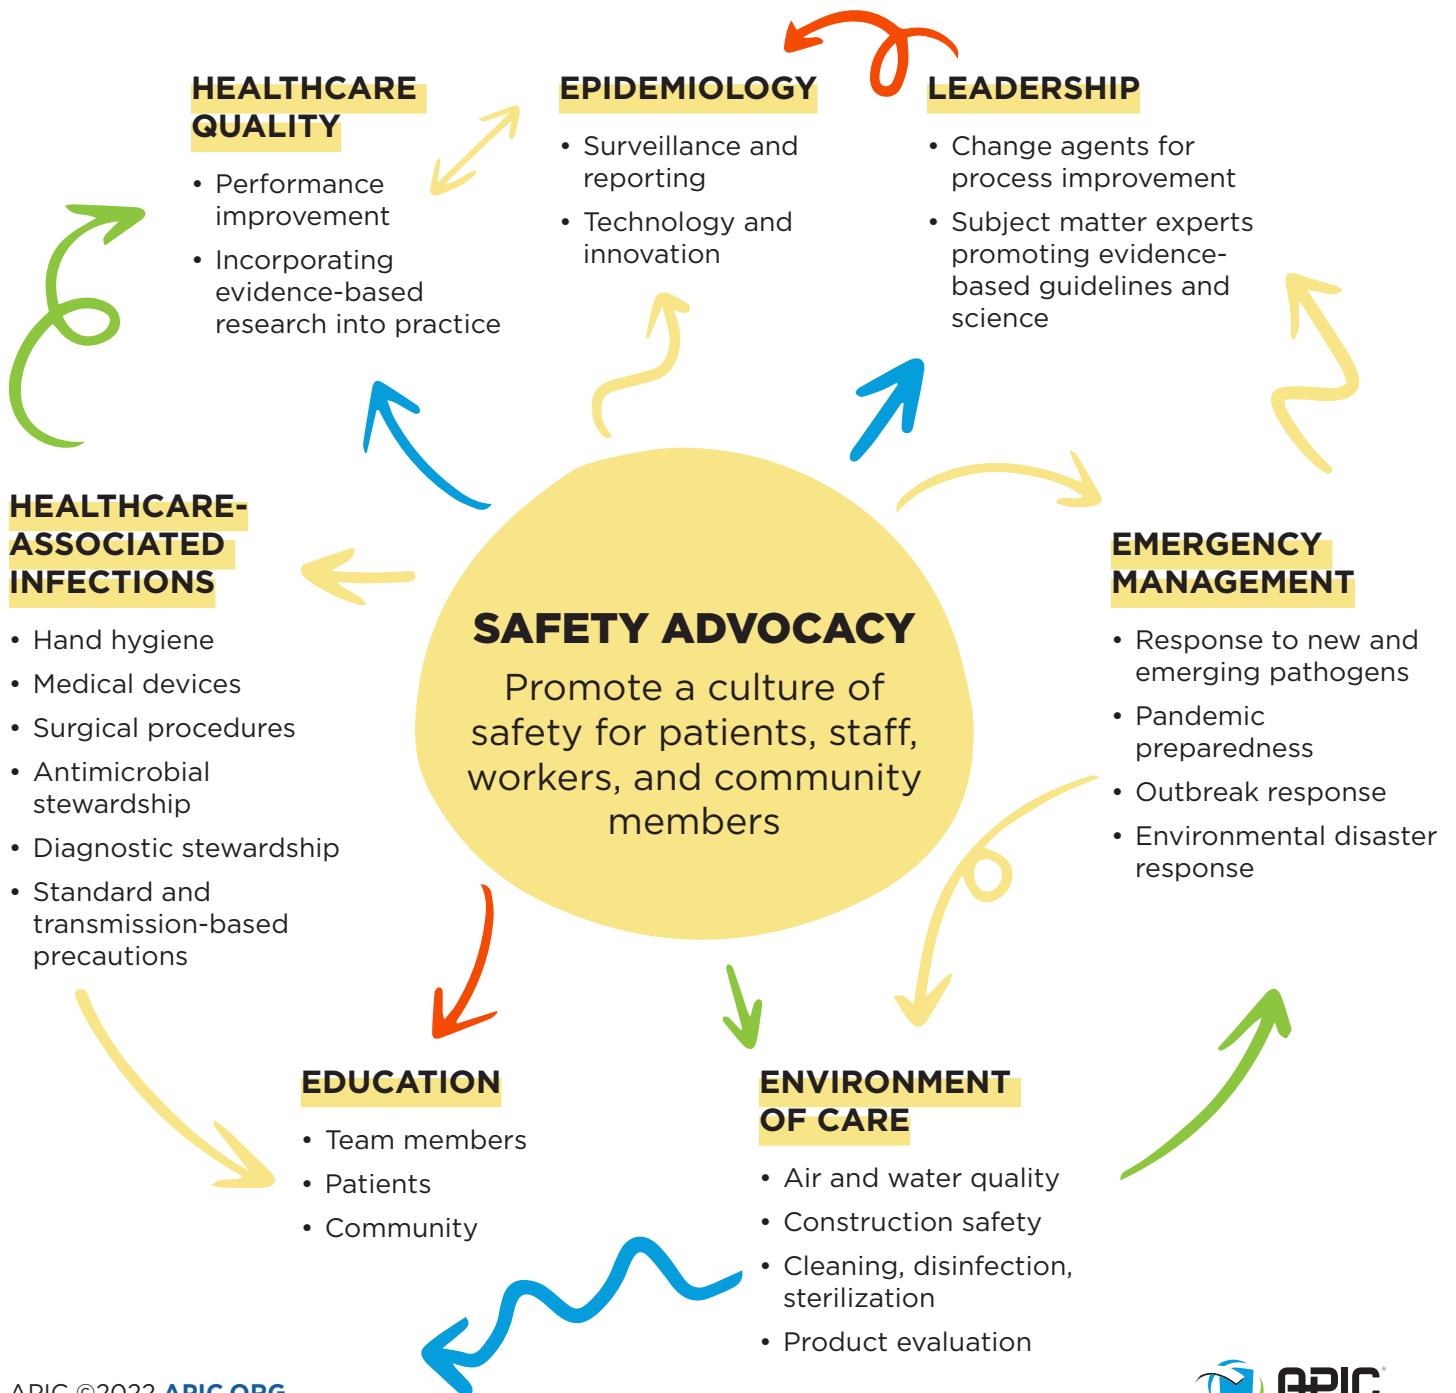 HEALTHCARE
QUALITY
• Performance
improvement
• Incorporating
evidence-based
research into practice
EPIDEMIOLOGY
• Surveillance and
reporting
• Technology and
innovation
LEADERSHIP
• Change agents for
process improvement
• Subject matter experts
promoting evidence-
based guidelines and
science
HEALTHCARE-
ASSOCIATED
INFECTIONS
• Hand hygiene
• Medical devices
• Surgical procedures
• Antimicrobial
stewardship
• Diagnostic stewardship
• Standard and
transmission-based
precautions
SAFETY ADVOCACY
Promote a culture of
safety for patients, staff,
workers, and community
members
EMERGENCY
MANAGEMENT
• Response to new and
emerging pathogens
• Pandemic
preparedness
• Outbreak response
• Environmental disaster
response
EDUCATION
• Team members
• Patients
• Community
ENVIRONMENT
OF CARE
• Air and water quality
• Construction safety
• Cleaning, disinfection,
sterilization
• Product evaluation
APIC ©2022 APIC.ORG
APIC